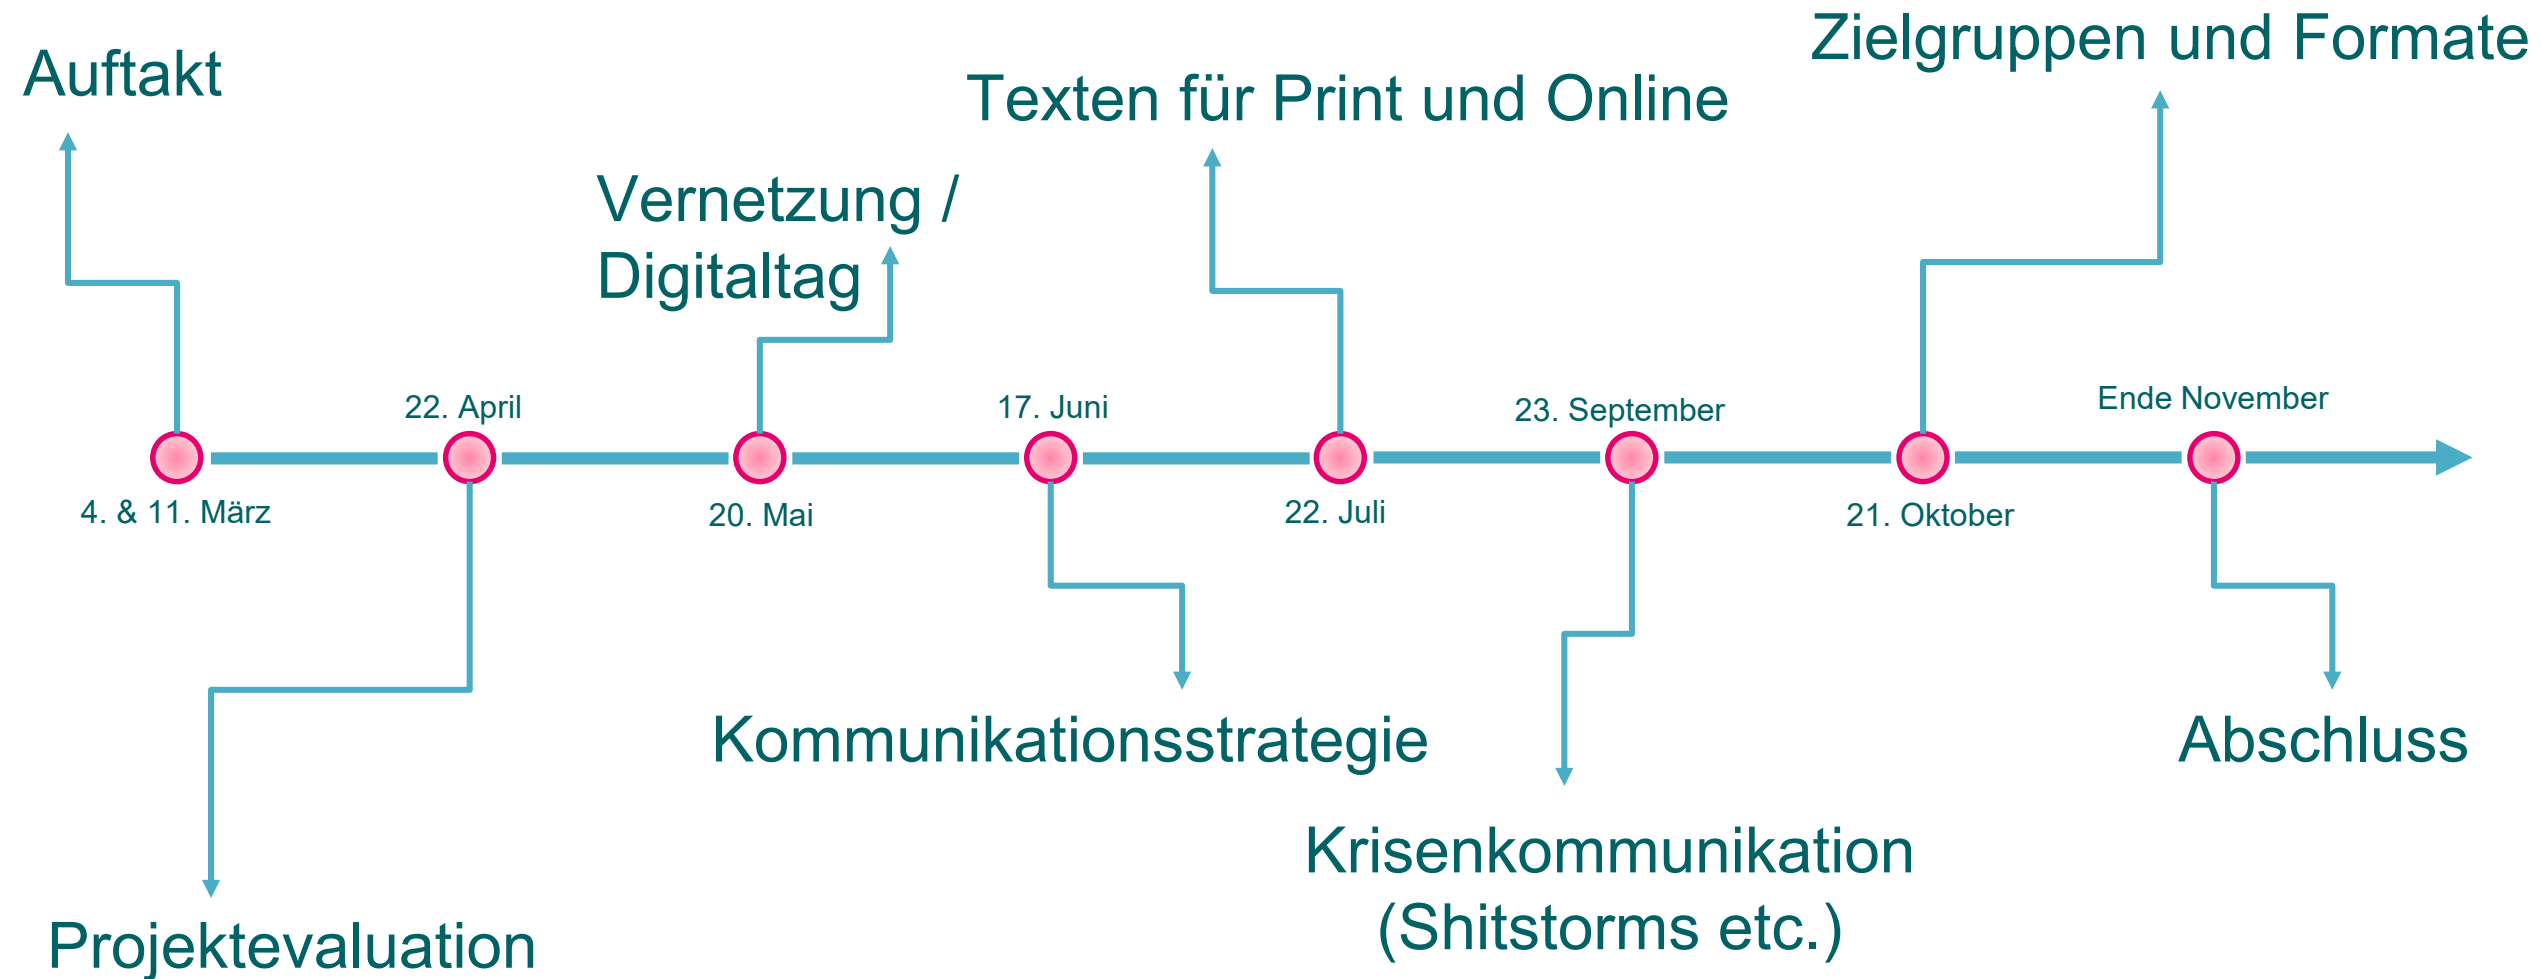 Zielgruppen und Formate
Auftakt
Texten für Print und Online
Vernetzung /
Digitaltag
22. April
17. Juni
23. September
Ende November
4. & 11. März
20. Mai
22. Juli
21. Oktober
Kommunikationsstrategie
Abschluss
Krisenkommunikation
(Shitstorms etc.)
Projektevaluation